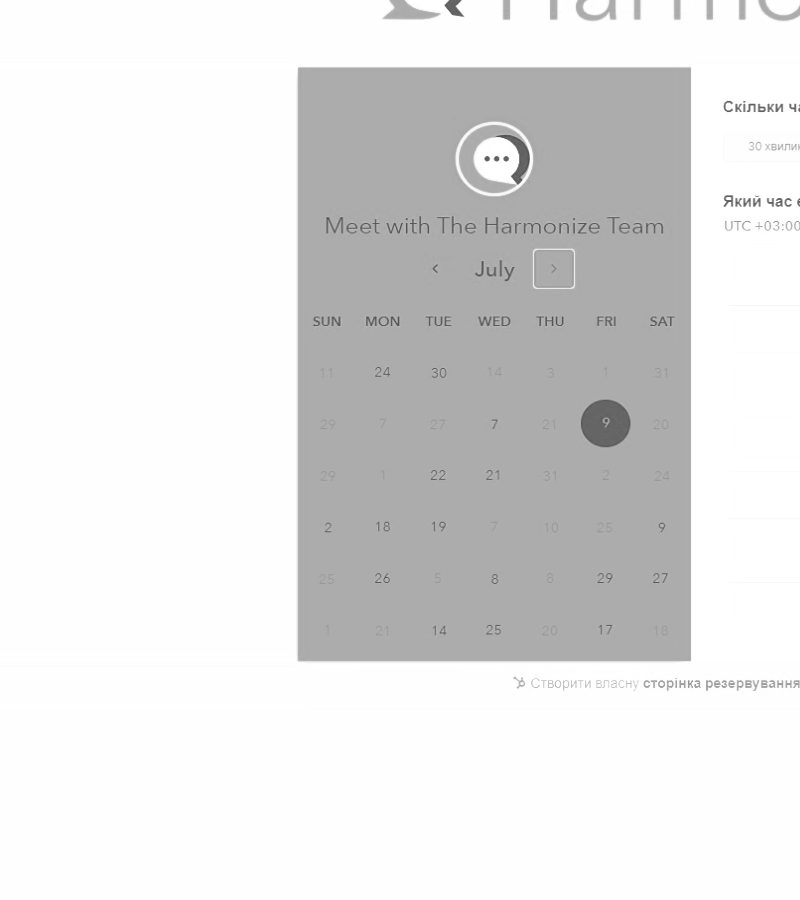 Meet with The Harmonize Team
July
SUN MON TUE WED THU FRI SAT
11 24 30 14 3 1 31
29 7 27 7 21 9 20
29 1 22 21 31 2 24
2 18 19 7 10 25 9
25 26 5 8 8 29 27
1 21 14 25 20 17 18
Скільки
30
Який час
UTC +03:00
Створити власну сторінка резервування